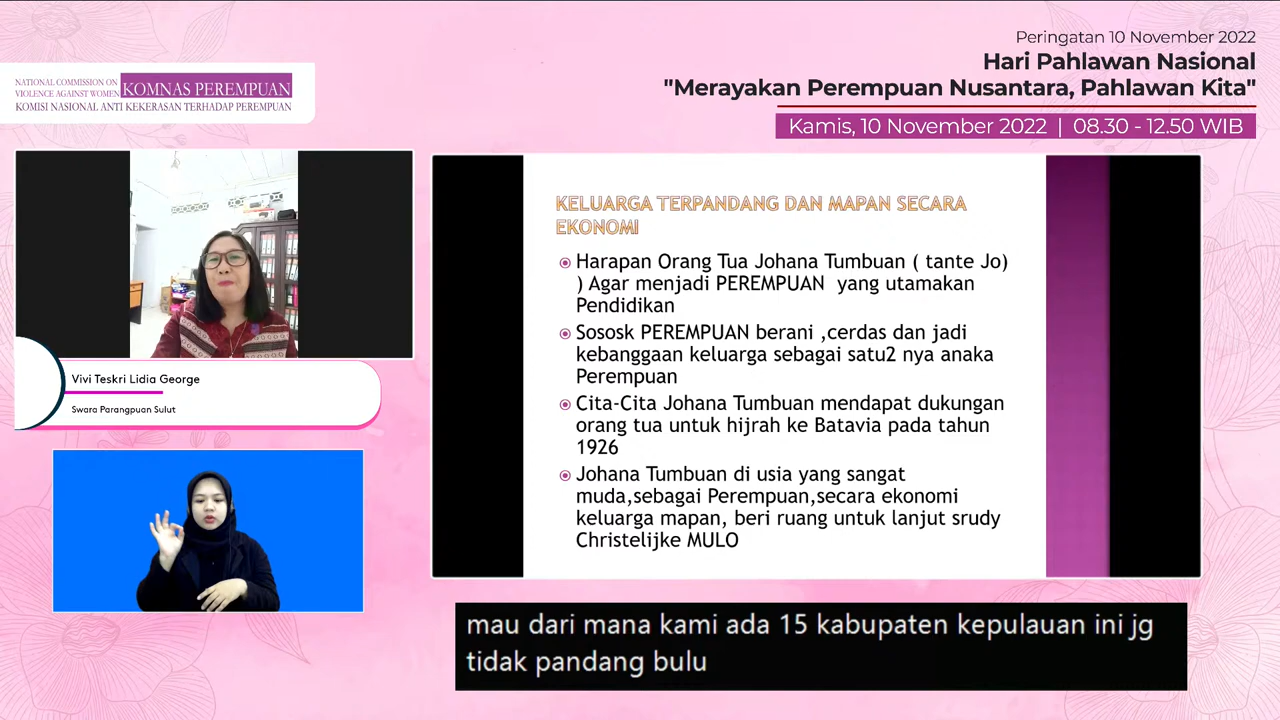 Peringatan 10 November 2022
Hari Pahlawan Nasional
"Merayakan Perempuan Nusantara, Pahlawan Kita"
Kamis, 10 November 2022 | 08.30 - 12.50 WIB
NATIONAL COMMISSION ON
VIOLENCE AGAINST WOMEN
KOMNAS PEREMPUAN
KOMISI NASIONAL ANTI KEKERASAN TERHADAP PEREMPUAN
Vivi Teskri Lidia George
Swara Parangpuan Sulut
KELUARGA TERPANDANG DAN MAPAN SECARA
EKONOMI
Harapan Orang Tua Johana Tumbuan ( tante Jo)
) Agar menjadi PEREMPUAN yang utamakan
Pendidikan
Sososk PEREMPUAN berani ,cerdas dan jadi
kebanggaan keluarga sebagai satu2 nya anaka
Perempuan
Cita-Cita Johana Tumbuan mendapat dukungan
orang tua untuk hijrah ke Batavia pada tahun
1926
Johana Tumbuan di usia yang sangat
muda,sebagai Perempuan,secara ekonomi
keluarga mapan, beri ruang untuk lanjut srudy
Christelijke MULO
mau dari mana kami ada 15 kabupaten kepulauan ini jg
tidak pandang bulu